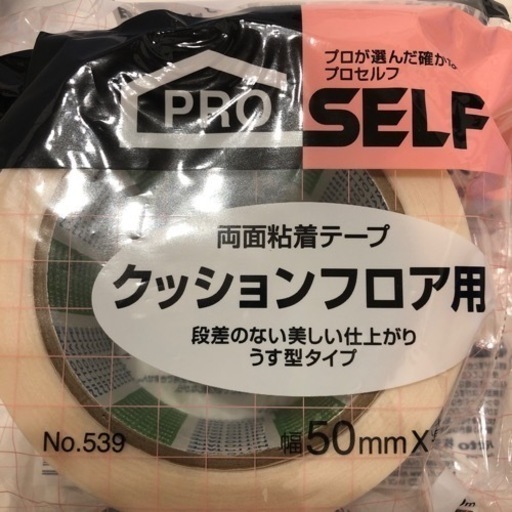 PRO
SELF
プロが選んだ確かな
プロセルフ
両面粘着テープ
クッションフロア用
段差のない美しい仕上がり
うす型タイプ
No.539
幅50mm×